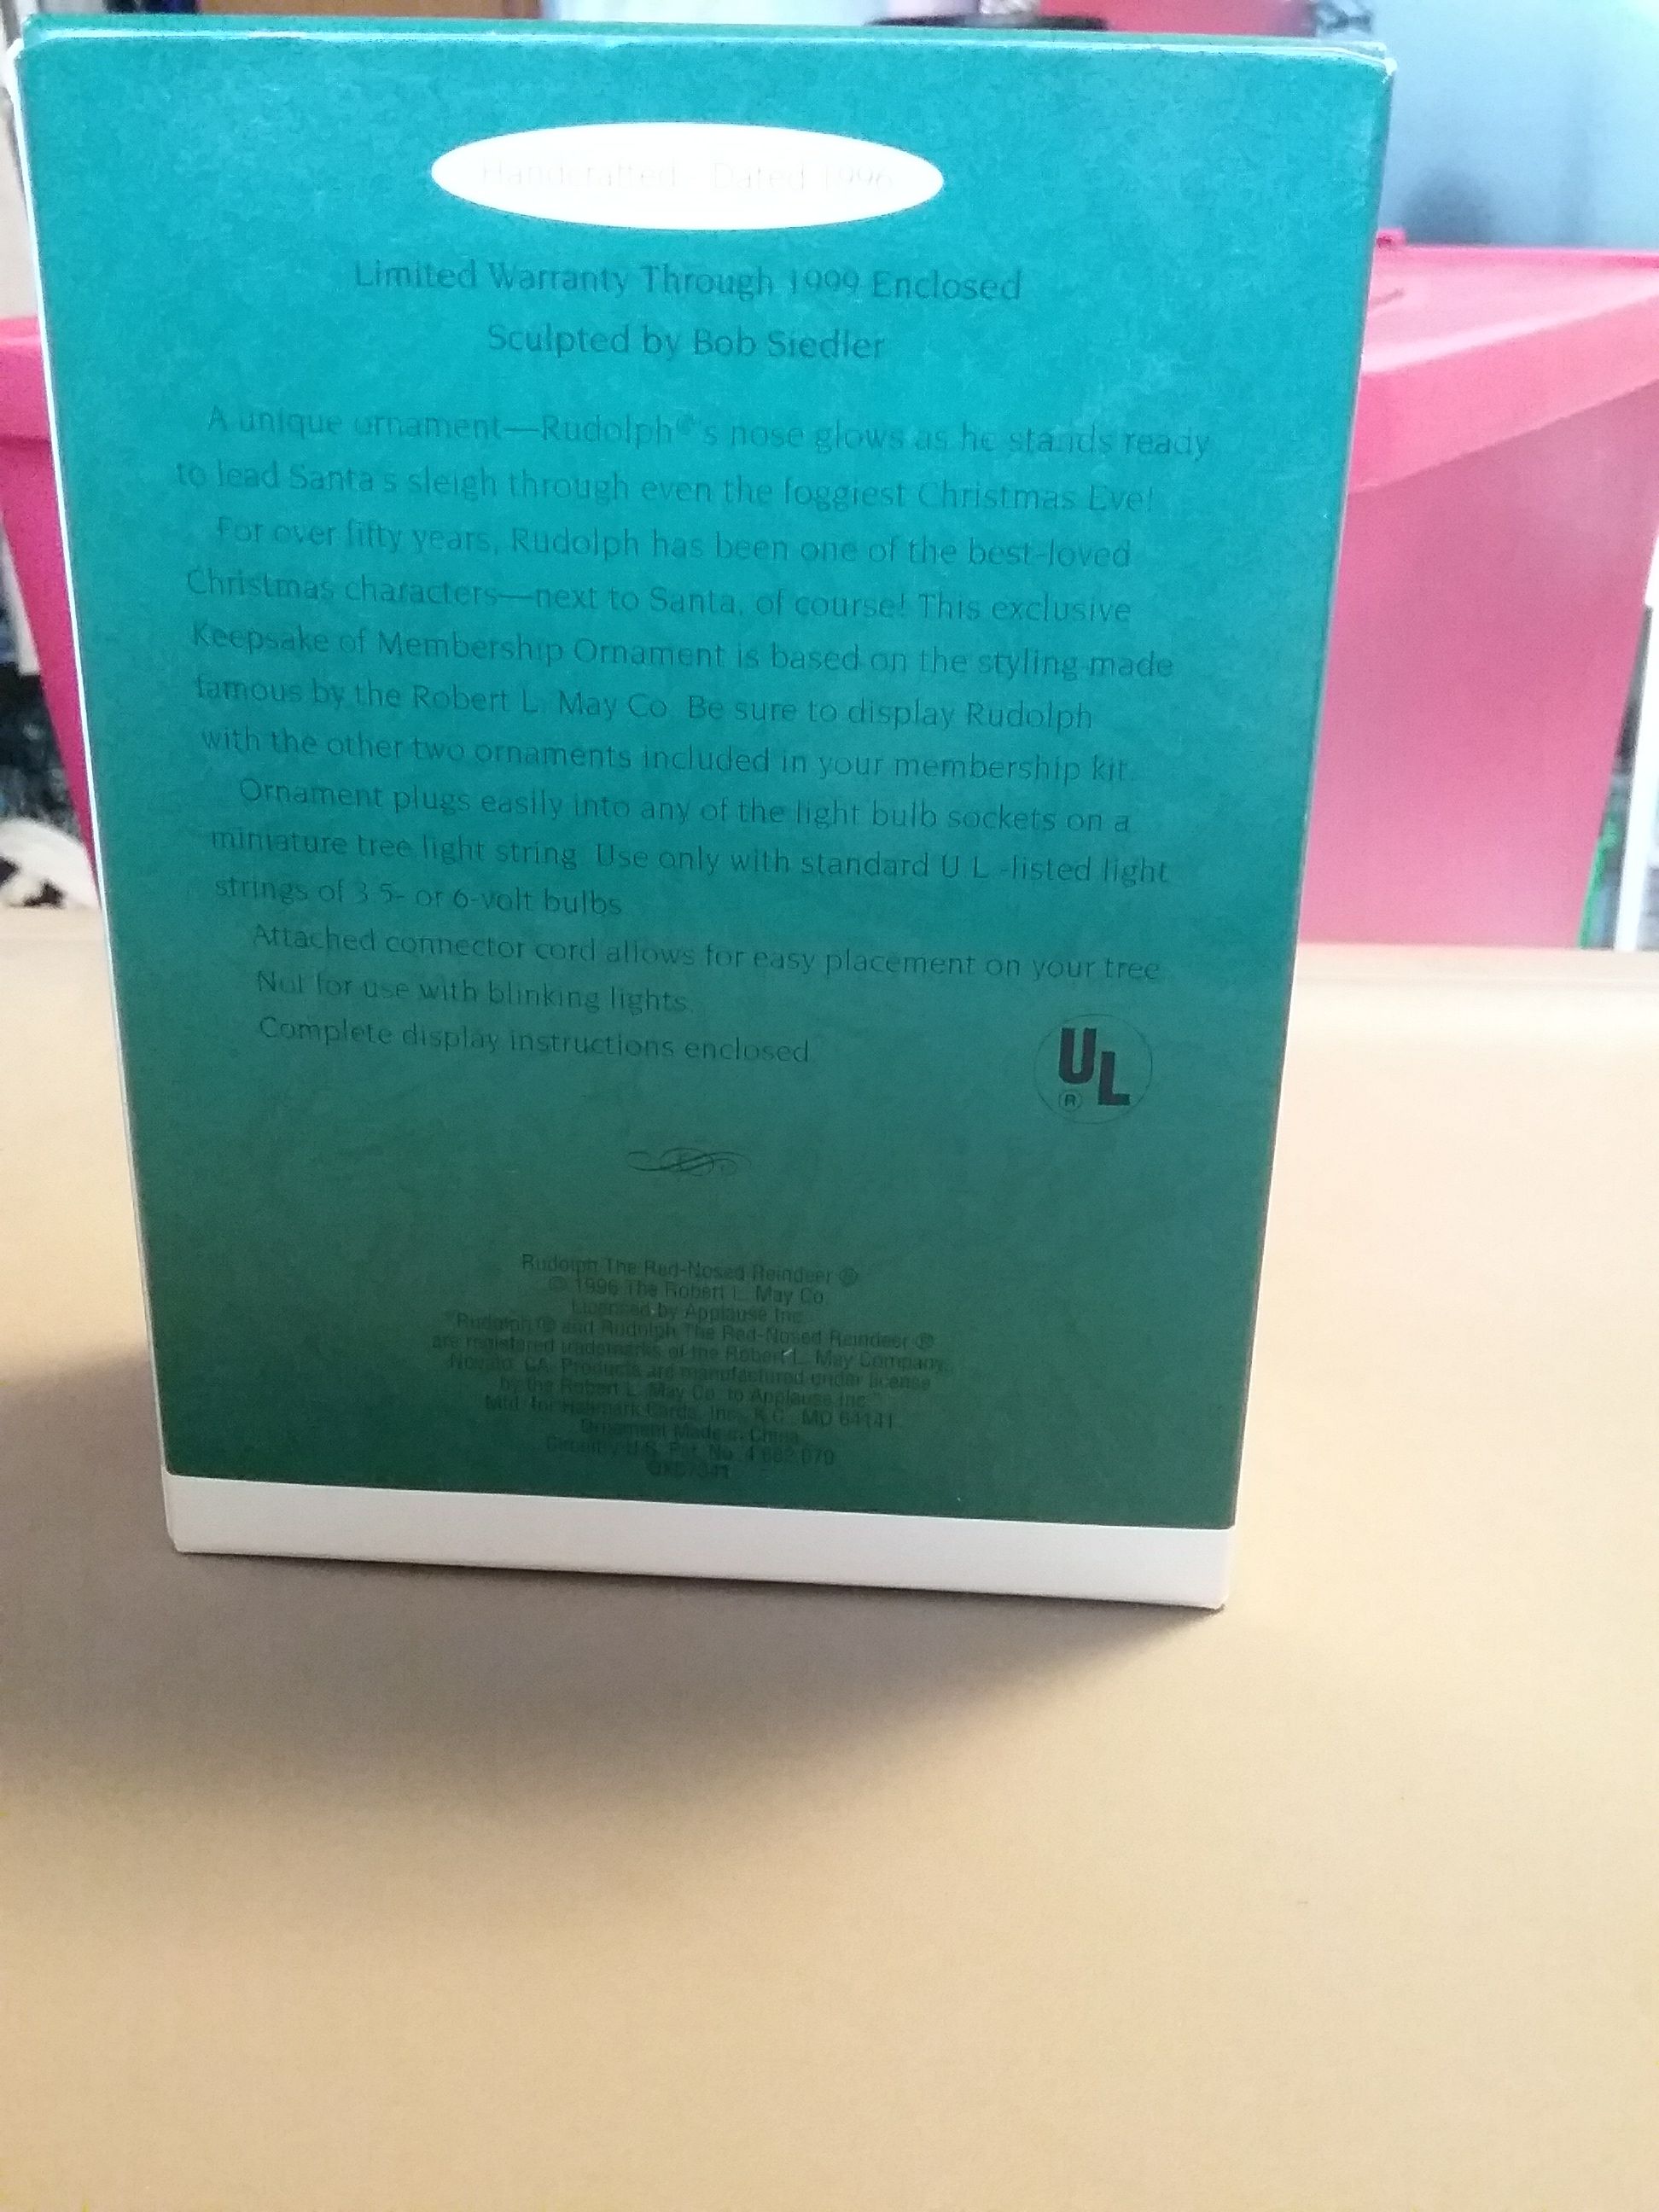 Handcrafted - Dated 1996
Limited Warranty Through 1999 Enclosed
Sculpted by Bob Siedler
A unique ornament—Rudolph®'s nose glows as he stands ready
to lead Santa's sleigh through even the foggiest Christmas Eve!
For over fifty years, Rudolph has been one of the best-loved
Christmas characters—next to Santa, of course! This exclusive
Keepsake of Membership Ornament is based on the styling made
famous by the Robert L. May Co. Be sure to display Rudolph
with the other two ornaments included in your membership kit.
Ornament plugs easily into any of the light bulb sockets on a
miniature tree light string. Use only with standard U.L.-listed light
strings of 3.5- or 6-volt bulbs.
Attached connector cord allows for easy placement on your tree.
Not for use with blinking lights.
Complete display instructions enclosed.
UL
®
Rudolph The Red-Nosed Reindeer ®
© 1996 The Robert L. May Co.
Licensed by Applause Inc.
"Rudolph ® and Rudolph The Red-Nosed Reindeer ®
are registered trademarks of the Robert L. May Company,
Novato, CA. Products are manufactured under license
by the Robert L. May Co. to Applause Inc."
Mfd. for Hallmark Cards, Inc., K.C., MO 64141
Ornament Made in China
U.S. Pat. No. 4,662,079
QXC7341